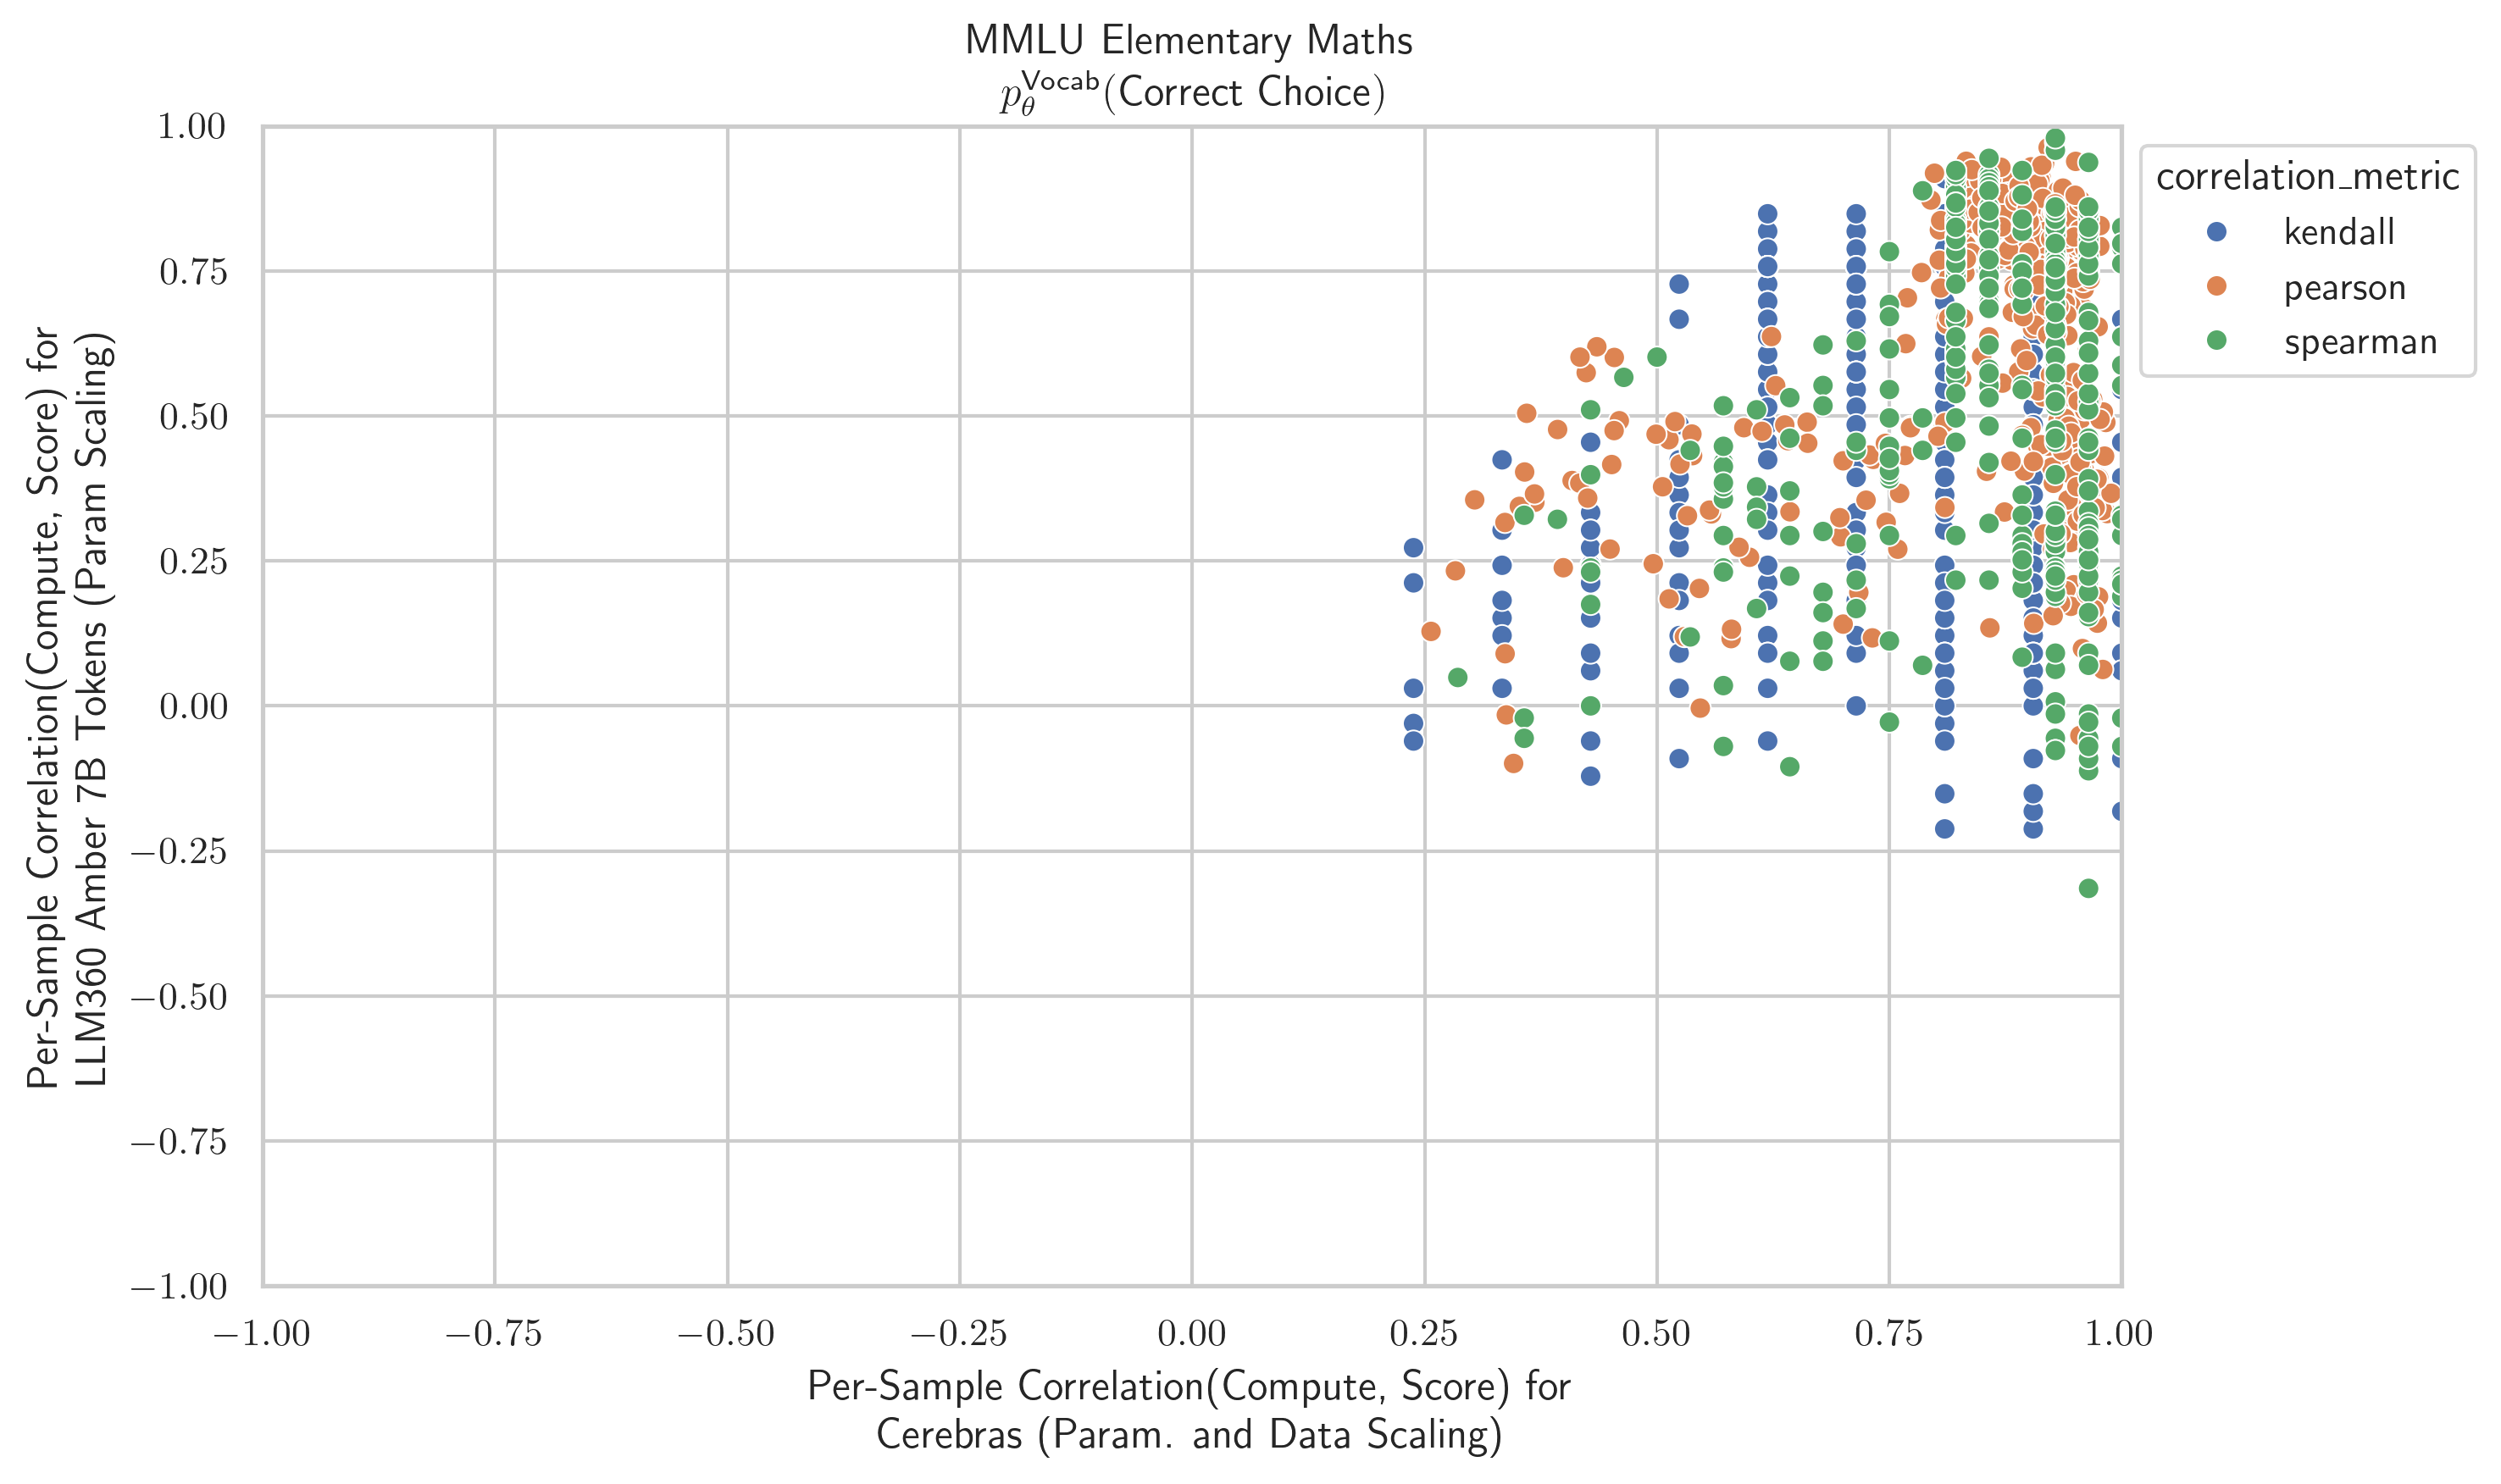 MMLU Elementary Maths
p_θ^Vocab(Correct Choice)
Per-Sample Correlation(Compute, Score) for
LLM360 Amber 7B Tokens (Param Scaling)
1.00
0.75
0.50
0.25
0.00
−0.25
−0.50
−0.75
−1.00
correlation_metric
kendall
pearson
spearman
−1.00 −0.75 −0.50 −0.25 0.00 0.25 0.50 0.75 1.00
Per-Sample Correlation(Compute, Score) for
Cerebras (Param. and Data Scaling)